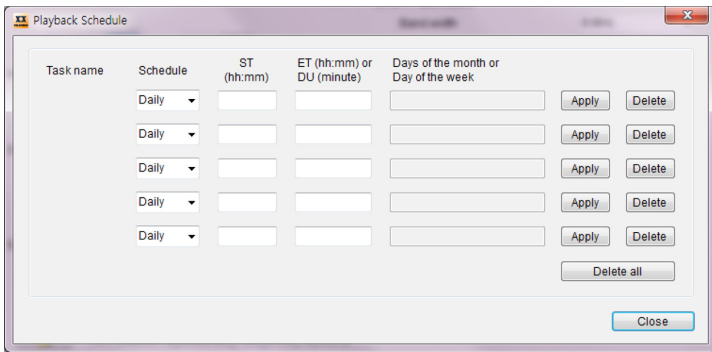 Playback Schedule
Task name Schedule ST (hh:mm) ET (hh:mm) or DU (minute) Days of the month or Day of the week
Daily Apply Delete
Daily Apply Delete
Daily Apply Delete
Daily Apply Delete
Daily Apply Delete
Delete all
Close